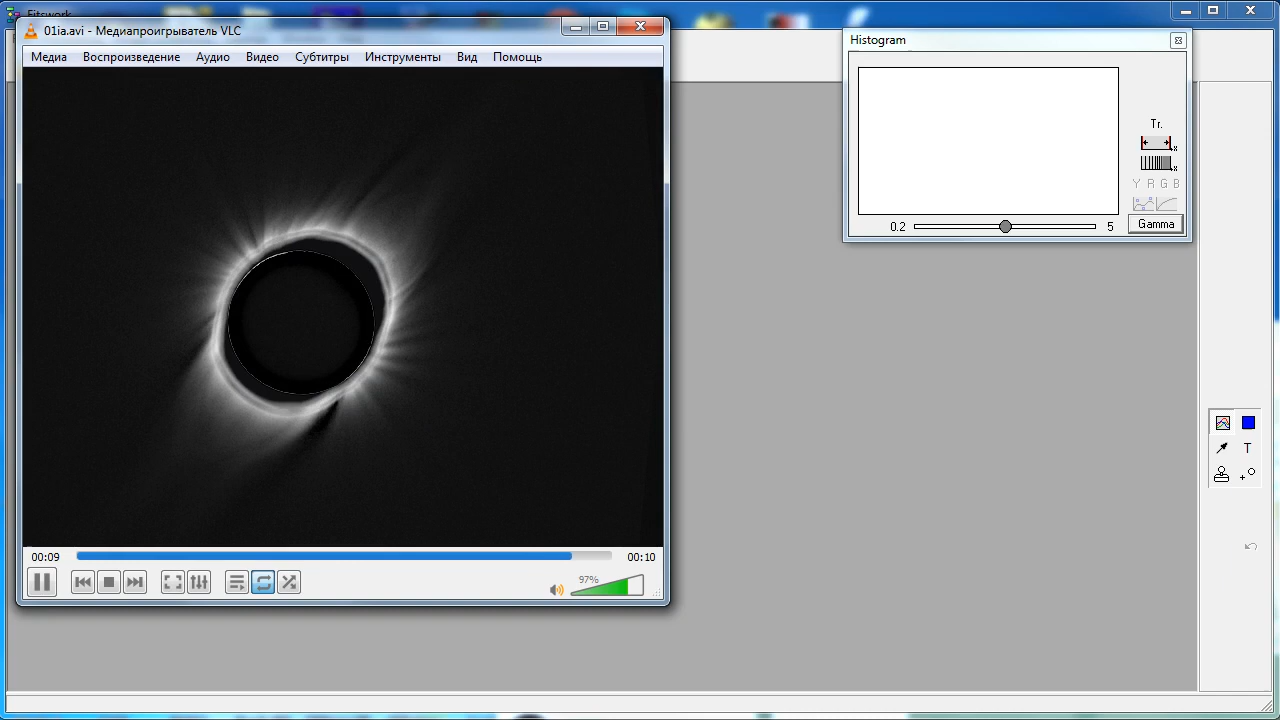 Fitswork
01ia.avi - Медиапроигрыватель VLC
Медиа Воспроизведение Аудио Видео Субтитры Инструменты Вид Помощь
00:09 00:10
97%
Histogram
Tr.
Y R G B
0.2 5 Gamma
T